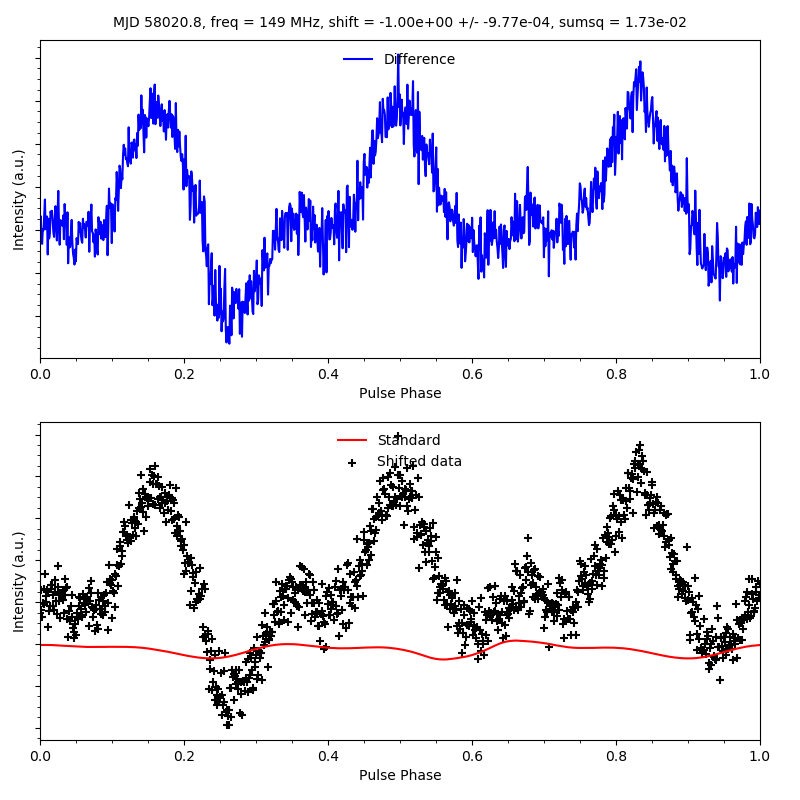 MJD 58020.8, freq = 149 MHz, shift = -1.00e+00 +/- -9.77e-04, sumsq = 1.73e-02
Difference
Intensity (a.u.)
0.0 0.2 0.4 0.6 0.8 1.0
Pulse Phase
Standard
Shifted data
Intensity (a.u.)
0.0 0.2 0.4 0.6 0.8 1.0
Pulse Phase